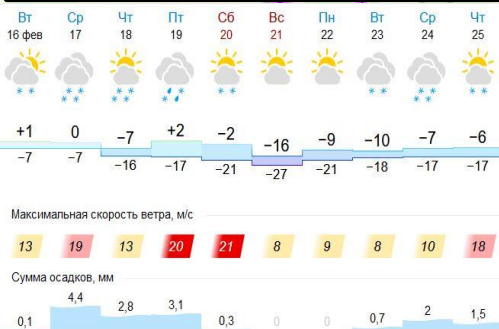 Вт Ср Чт Пт Сб Вс Пн Вт Ср Чт
16 фев 17 18 19 20 21 22 23 24 25
+1 0 −7 +2 −2 −16 −9 −10 −7 −6
−7 −7 −16 −17 −21 −27 −21 −18 −17 −17
Максимальная скорость ветра, м/с
13 19 13 20 21 8 9 8 10 18
Сумма осадков, мм
0,1 4,4 2,8 3,1 0,3 0 0 0,7 2 1,5